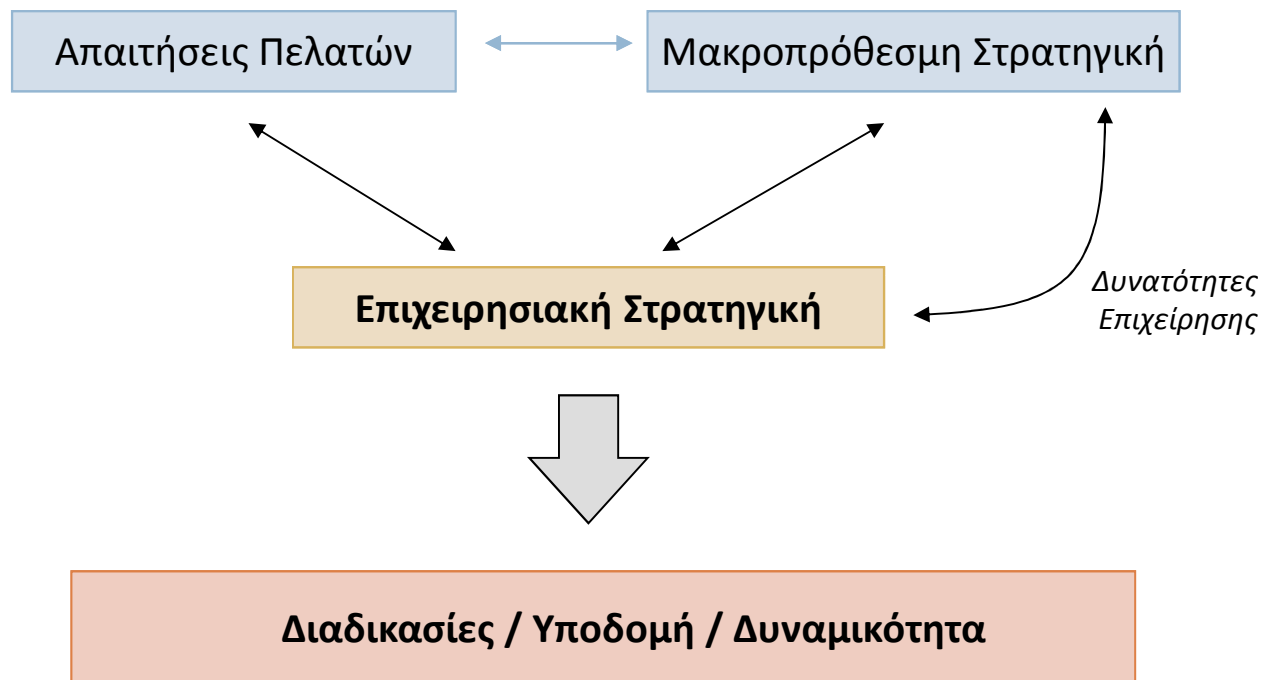 Απαιτήσεις Πελατών
Μακροπρόθεσμη Στρατηγική
Επιχειρησιακή Στρατηγική
Δυνατότητες
Επιχείρησης
Διαδικασίες / Υποδομή / Δυναμικότητα